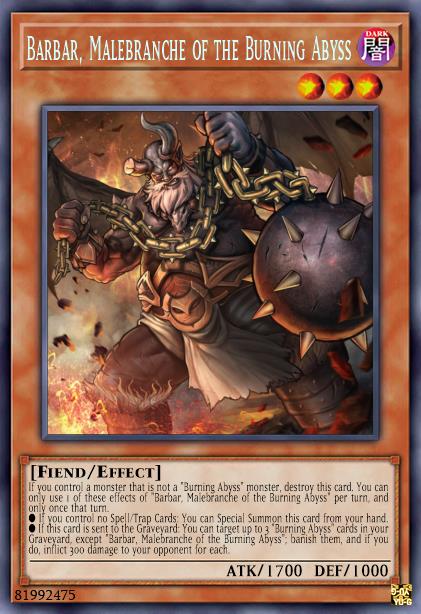 Barbar, Malebranche of the Burning Abyss
DARK
闇
[Fiend/Effect]
If you control a monster that is not a "Burning Abyss" monster, destroy this card. You can
only use 1 of these effects of "Barbar, Malebranche of the Burning Abyss" per turn, and
only once that turn.
● If you control no Spell/Trap Cards: You can Special Summon this card from your hand.
● If this card is sent to the Graveyard: You can target up to 3 "Burning Abyss" cards in your
Graveyard, except "Barbar, Malebranche of the Burning Abyss"; banish them, and if you
do, inflict 300 damage to your opponent for each.
ATK/1700 DEF/1000
81992475